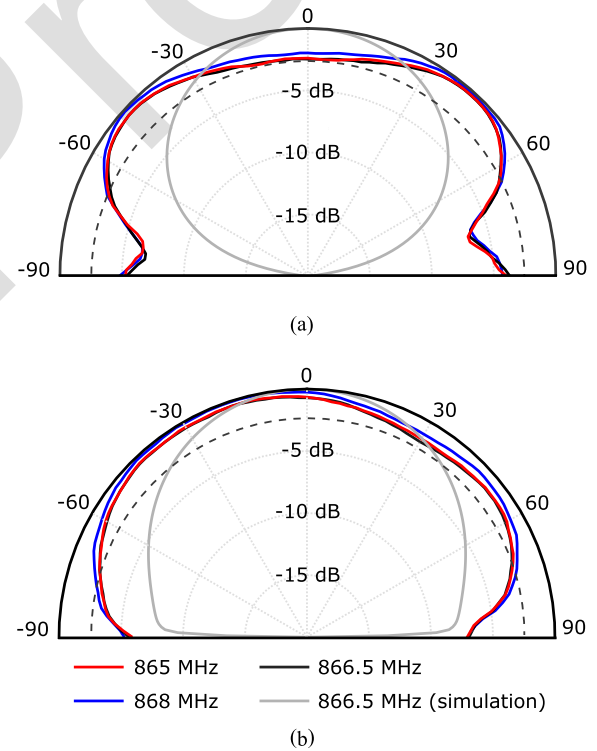 Pro
0
-30 30
-5 dB
-60 60
-10 dB
-15 dB
-90 90
(a)
0
-30 30
-5 dB
-60 60
-10 dB
-15 dB
-90 90
865 MHz 866.5 MHz
868 MHz 866.5 MHz (simulation)
(b)